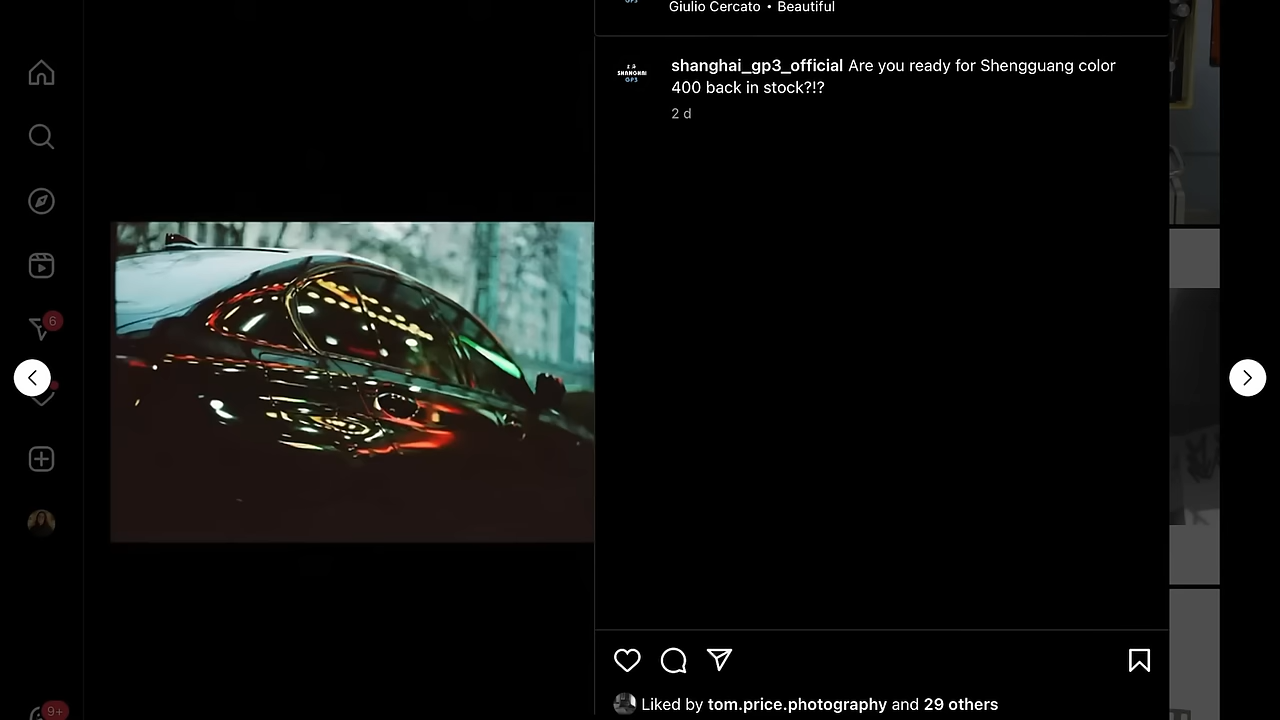 Giulio Cercato • Beautiful
shanghai_gp3_official Are you ready for Shengguang color
400 back in stock?!?
SHANGHAI
GP3
2 d
6
9+
Liked by tom.price.photography and 29 others